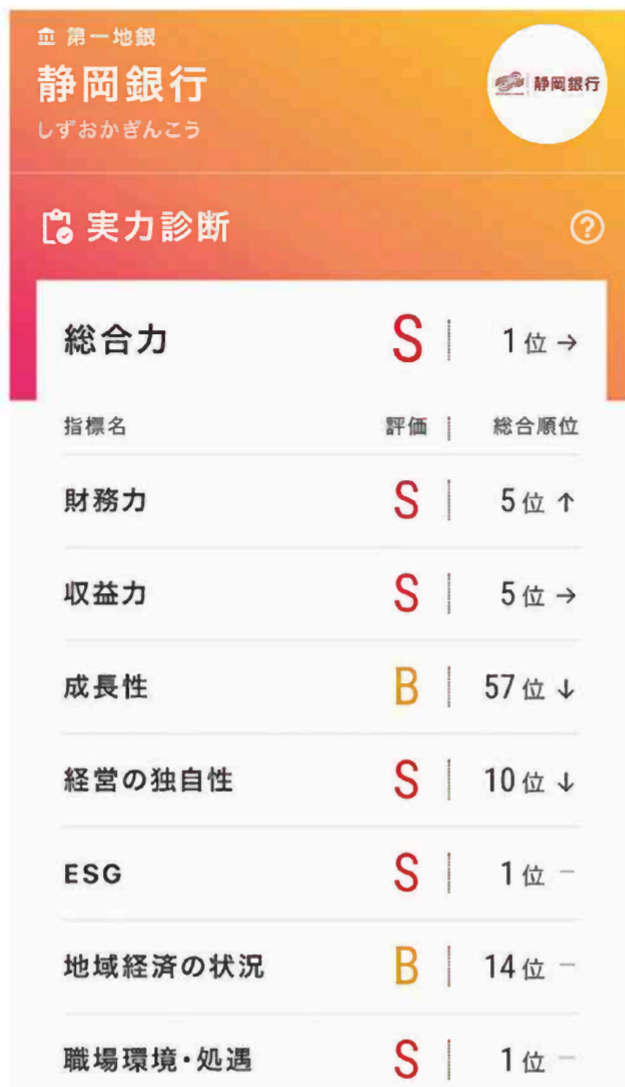 第一地銀
静岡銀行
静岡銀行
しずおかぎんこう
実力診断 ?
総合力 S 1位 →
指標名 評価 総合順位
財務力 S 5位 ↑
収益力 S 5位 →
成長性 B 57位 ↓
経営の独自性 S 10位 ↓
ESG S 1位 −
地域経済の状況 B 14位 −
職場環境・処遇 S 1位 −